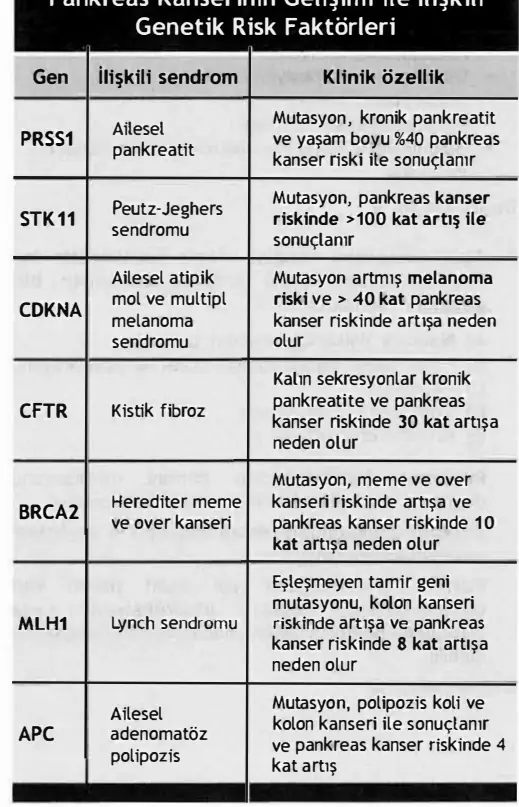 Pankreas Kanserinin Gelişimi ile İlişkili
Genetik Risk Faktörleri
Gen İlişkili sendrom Klinik özellik
PRSS1
Ailesel
pankreatit
Mutasyon, kronik pankreatit
ve yaşam boyu %40 pankreas
kanser riski ile sonuçlanır
STK11
Peutz-Jeghers
sendromu
Mutasyon, pankreas kanser
riskinde >100 kat artış ile
sonuçlanır
CDKNA
Ailesel atipik
mol ve multipl
melanoma
sendromu
Mutasyon artmış melanoma
riski ve > 40 kat pankreas
kanser riskinde artışa neden
olur
CFTR
Kistik fibroz
Kalın sekresyonlar kronik
pankreatite ve pankreas
kanser riskinde 30 kat artışa
neden olur
BRCA2
Herediter meme
ve over kanseri
Mutasyon, meme ve over
kanseri riskinde artışa ve
pankreas kanser riskinde 10
kat artışa neden olur
MLH1
Lynch sendromu
Eşleşmeyen tamir geni
mutasyonu, kolon kanseri
riskinde artışa ve pankreas
kanser riskinde 8 kat artışa
neden olur
APC
Ailesel
adenomatöz
polipozis
Mutasyon, polipozis koli ve
kolon kanseri ile sonuçlanır
ve pankreas kanser riskinde 4
kat artış